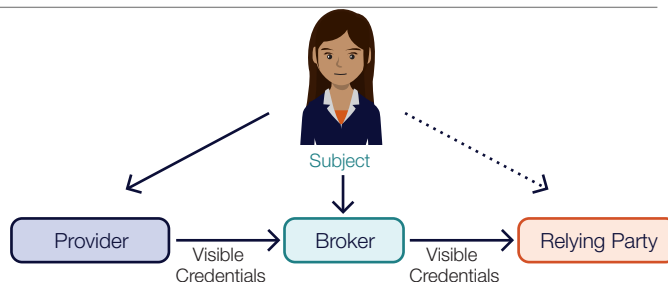 Subject
Provider
Broker
Relying Party
Visible
Credentials
Visible
Credentials